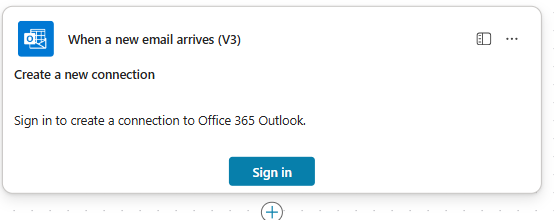 When a new email arrives (V3)
Create a new connection
Sign in to create a connection to Office 365 Outlook.
Sign in